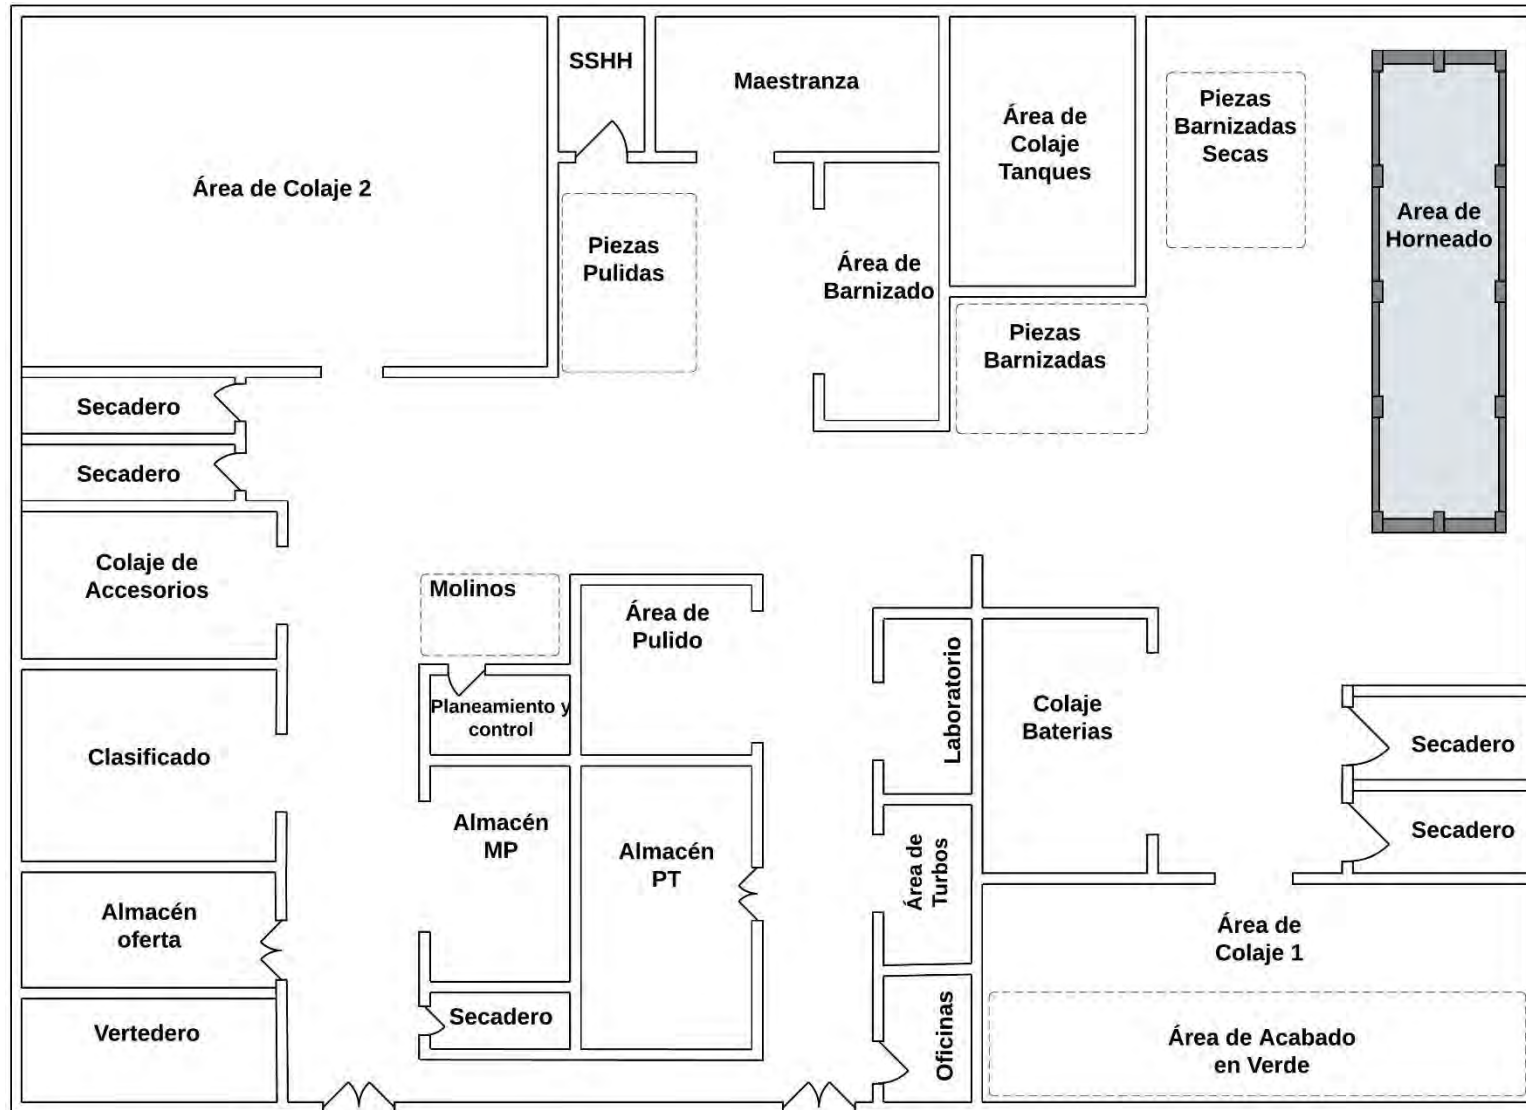 SSHH
Maestranza
Área de
Colaje
Tanques
Piezas
Barnizadas
Secas
Área de Colaje 2
Area de
Horneado
Piezas
Pulidas
Área de
Barnizado
Piezas
Barnizadas
Secadero
Secadero
Colaje de
Accesorios
Molinos
Área de
Pulido
Laboratorio
Planeamiento y
control
Colaje
Baterias
Clasificado
Secadero
Almacén
MP
Almacén
PT
Área de
Turbos
Secadero
Almacén
oferta
Área de
Colaje 1
Vertedero
Secadero
Oficinas
Área de Acabado
en Verde